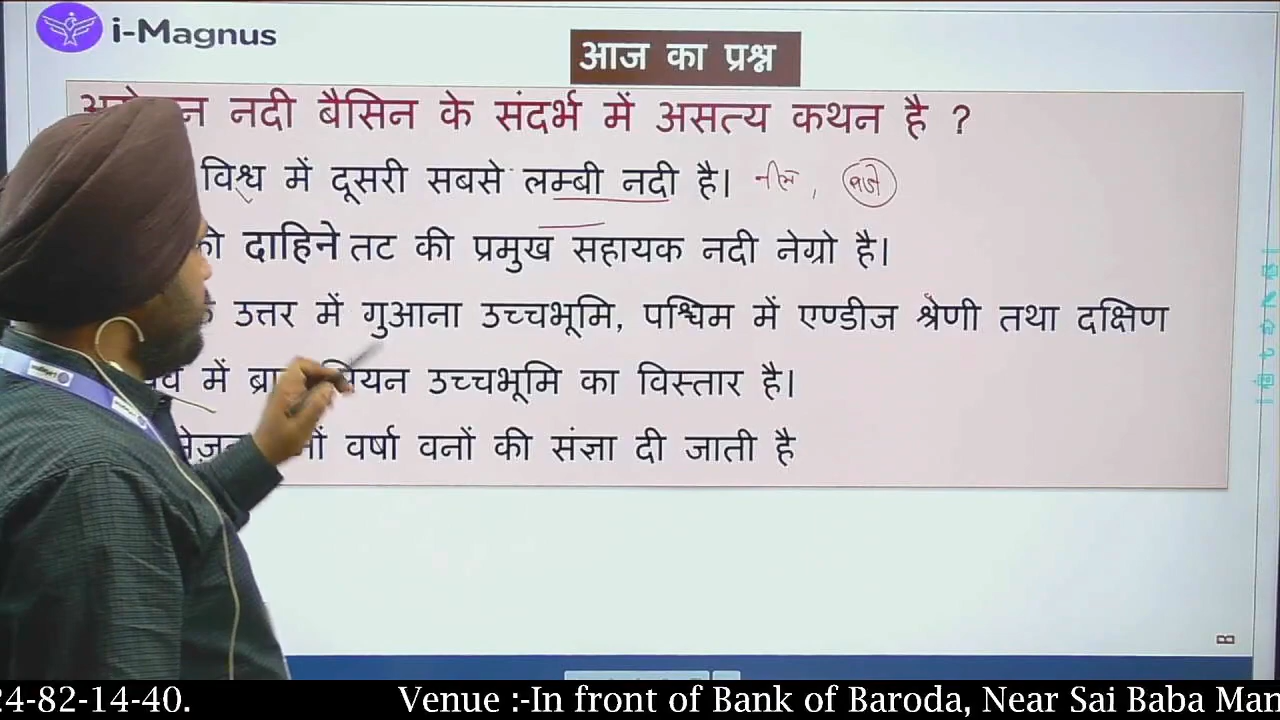 i-Magnus
आज का प्रश्न
नदी बैसिन के संदर्भ में असत्य कथन है ?
विश्व में दूसरी सबसे लम्बी नदी है। नील,
दाहिने तट की प्रमुख सहायक नदी नेग्रो है।
उत्तर में गुआना उच्चभूमि, पश्चिम में एण्डीज श्रेणी तथा दक्षिण
में उच्चभूमि का विस्तार है।
वर्षा वनों की संज्ञा दी जाती है
B
24-82-14-40. Venue :-In front of Bank of Baroda, Near Sai Baba Man